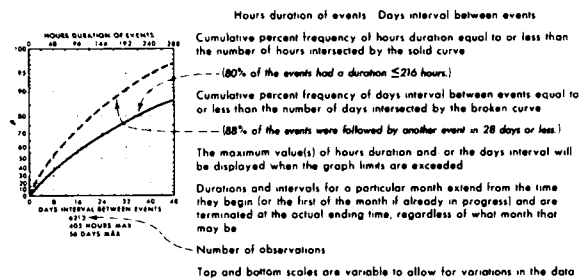 Hours duration of events Days interval between events
HOURS DURATION OF EVENTS
0 48 96 144 192 240 288
Cumulative percent frequency of hours duration equal to or less than
the number of hours intersected by the solid curve
(80% of the events had a duration ≤216 hours.)
Cumulative percent frequency of days interval between events equal to
or less than the number of days intersected by the broken curve
(88% of the events were followed by another event in 28 days or less.)
The maximum value(s) of hours duration and or the days interval will
be displayed when the graph limits are exceeded
100
95
90
80
70
60
50
40
30
20
10
0
P
0 8 16 24 32 40 48
DAYS INTERVAL BETWEEN EVENTS
6213
405 HOURS MAX
56 DAYS MAX
Durations and intervals for a particular month extend from the time
they begin (or the first of the month if already in progress) and are
terminated at the actual ending time, regardless of what month that
may be
Number of observations
Top and bottom scales are variable to allow for variations in the data